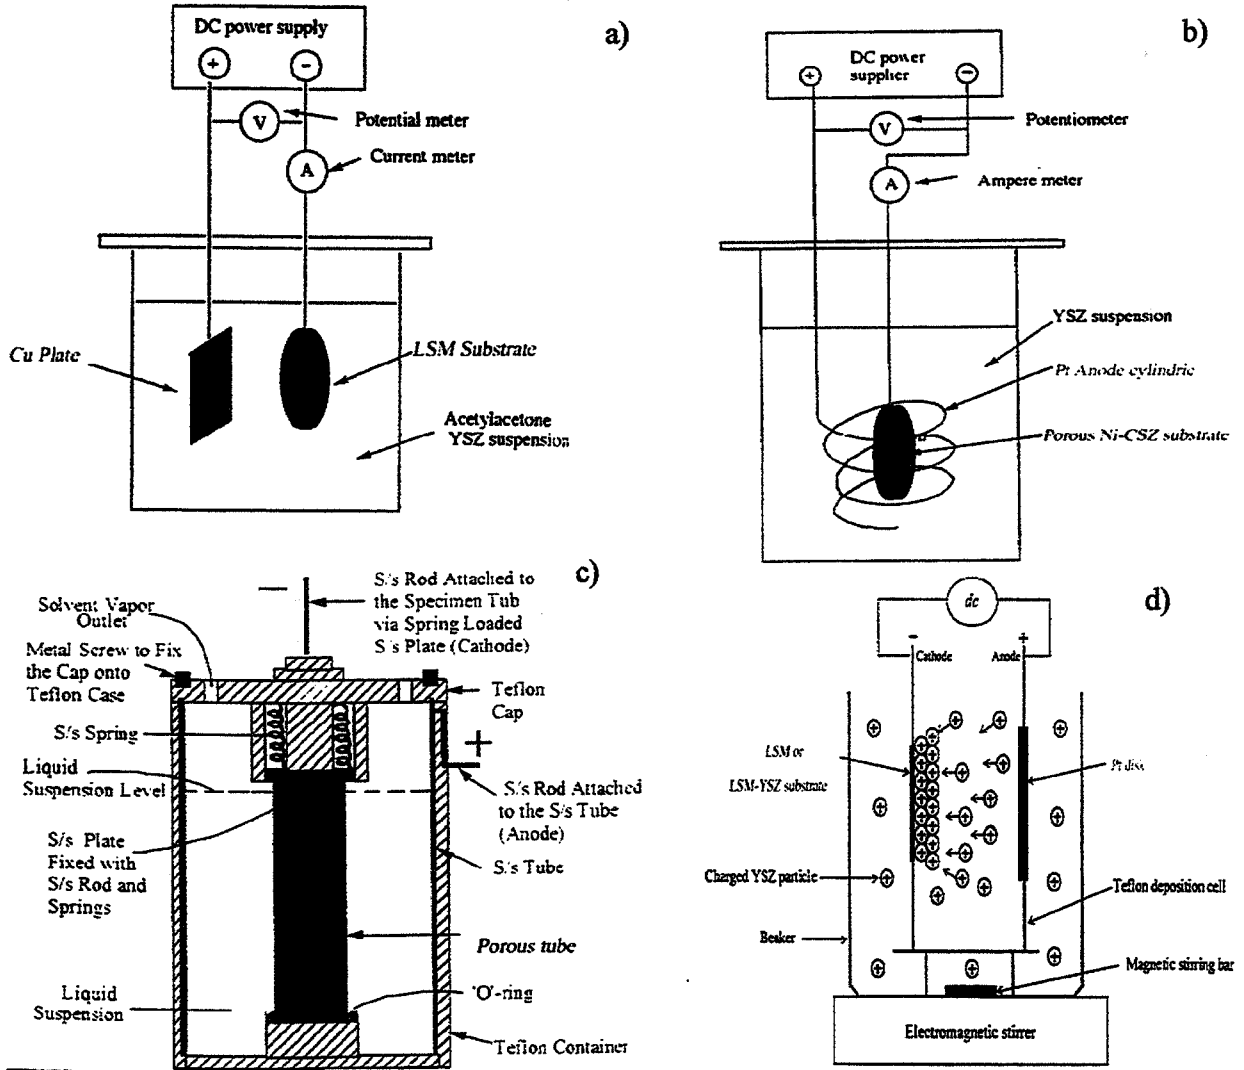 a)
DC power supply
+
−
V
Potential meter
A
Current meter
Cu Plate
LSM Substrate
Acetylacetone
YSZ suspension
b)
DC power
supplier
+
−
V
Potentiometer
A
Ampere meter
YSZ suspension
Pt Anode cylindric
Porous Ni-CSZ substrate
c)
−
S/s Rod Attached to
the Specimen Tub
via Spring Loaded
S/s Plate (Cathode)
Solvent Vapor
Outlet
Metal Screw to Fix
the Cap onto
Teflon Case
Teflon
Cap
S/s Spring
+
Liquid
Suspension Level
S/s Rod Attached
to the S/s Tube
(Anode)
S/s Plate
Fixed with
S/s Rod and
Springs
S/s Tube
Porous tube
'O'-ring
Liquid
Suspension
Teflon Container
d)
dc
−
+
Cathode
Anode
LSM or
LSM-YSZ substrate
Pt disk
Charged YSZ particle
Teflon deposition cell
Beaker
Magnetic stirring bar
Electromagnetic stirrer